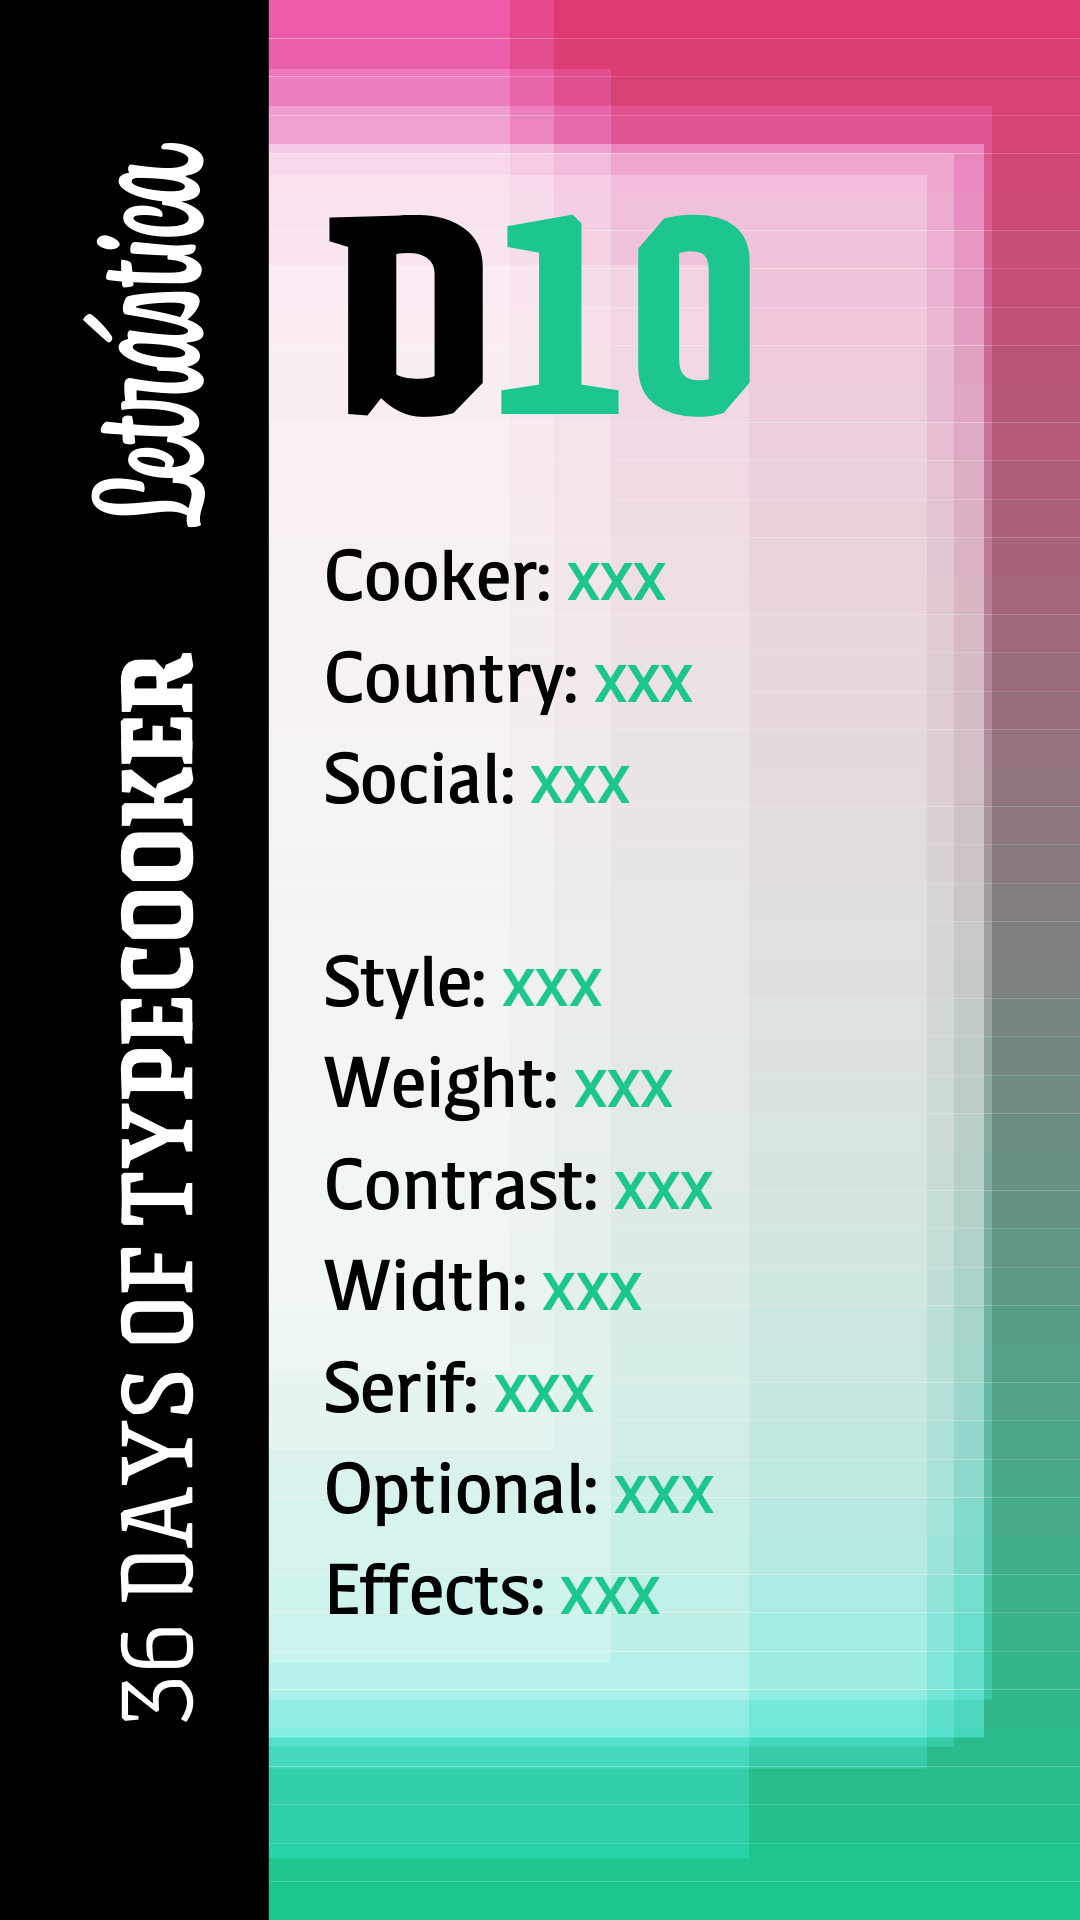 Letrástica
36 DAYS OF TYPECOOKER
D10
Cooker: xxx
Country: xxx
Social: xxx
Style: xxx
Weight: xxx
Contrast: xxx
Width: xxx
Serif: xxx
Optional: xxx
Effects: xxx